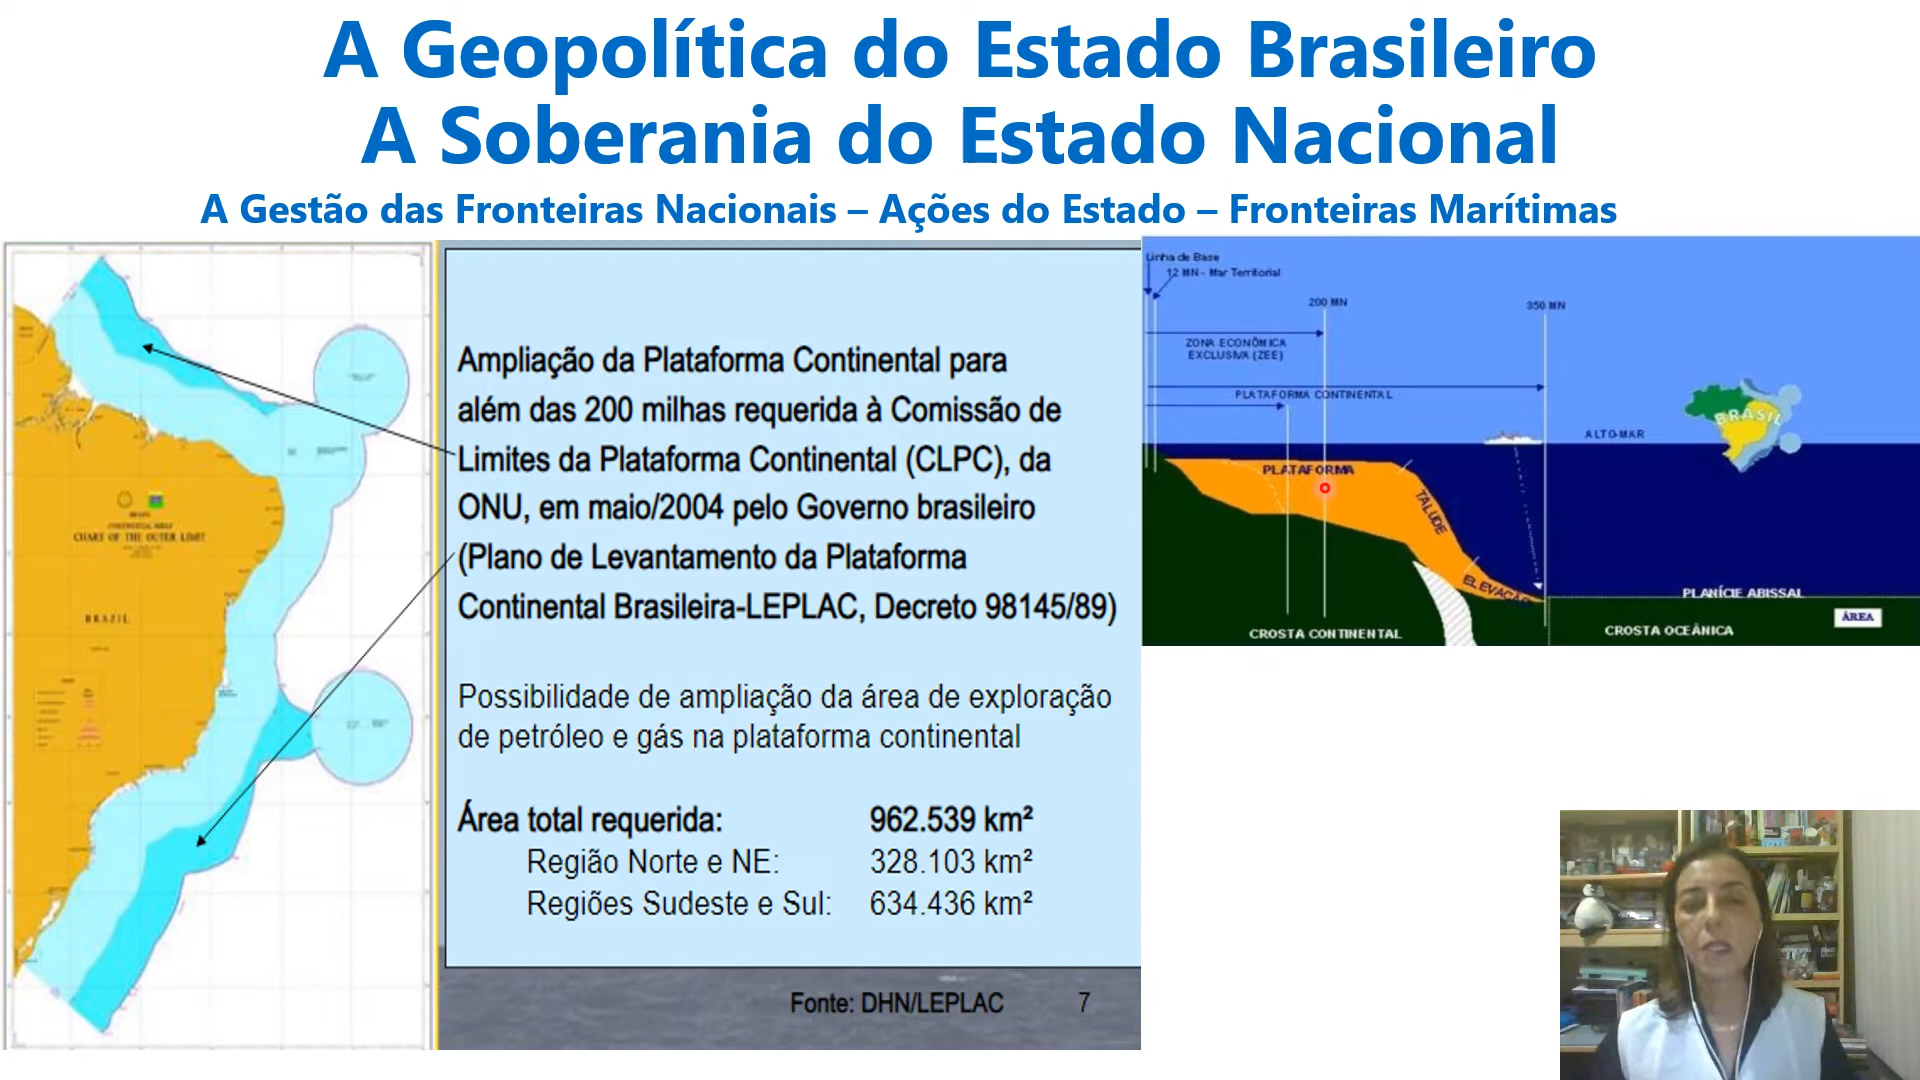 A Geopolítica do Estado Brasileiro
A Soberania do Estado Nacional
A Gestão das Fronteiras Nacionais – Ações do Estado – Fronteiras Marítimas
CHART OF THE OUTER LIMIT
BRAZIL
Ampliação da Plataforma Continental para
além das 200 milhas requerida à Comissão de
Limites da Plataforma Continental (CLPC), da
ONU, em maio/2004 pelo Governo brasileiro
(Plano de Levantamento da Plataforma
Continental Brasileira-LEPLAC, Decreto 98145/89)
Possibilidade de ampliação da área de exploração
de petróleo e gás na plataforma continental
Área total requerida: 962.539 km²
Região Norte e NE: 328.103 km²
Regiões Sudeste e Sul: 634.436 km²
Fonte: DHN/LEPLAC 7
Linha de Base
12 MN - Mar Territorial
200 MN
350 MN
ZONA ECONÔMICA
EXCLUSIVA (ZEE)
PLATAFORMA CONTINENTAL
BRASIL
ALTO-MAR
PLATAFORMA
TALUDE
ELEVAÇÃO
PLANÍCIE ABISSAL
ÁREA
CROSTA CONTINENTAL
CROSTA OCEÂNICA